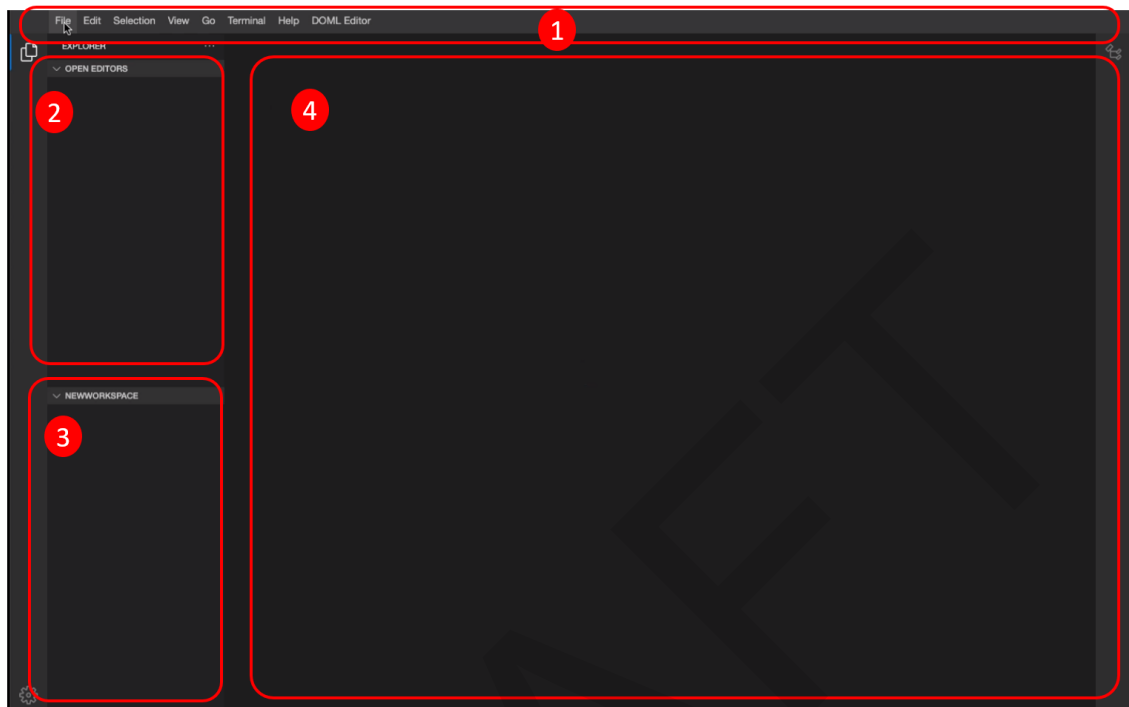 File Edit Selection View Go Terminal Help DOML Editor
1
EXPLORER ...
OPEN EDITORS
2
4
NEWWORKSPACE
3